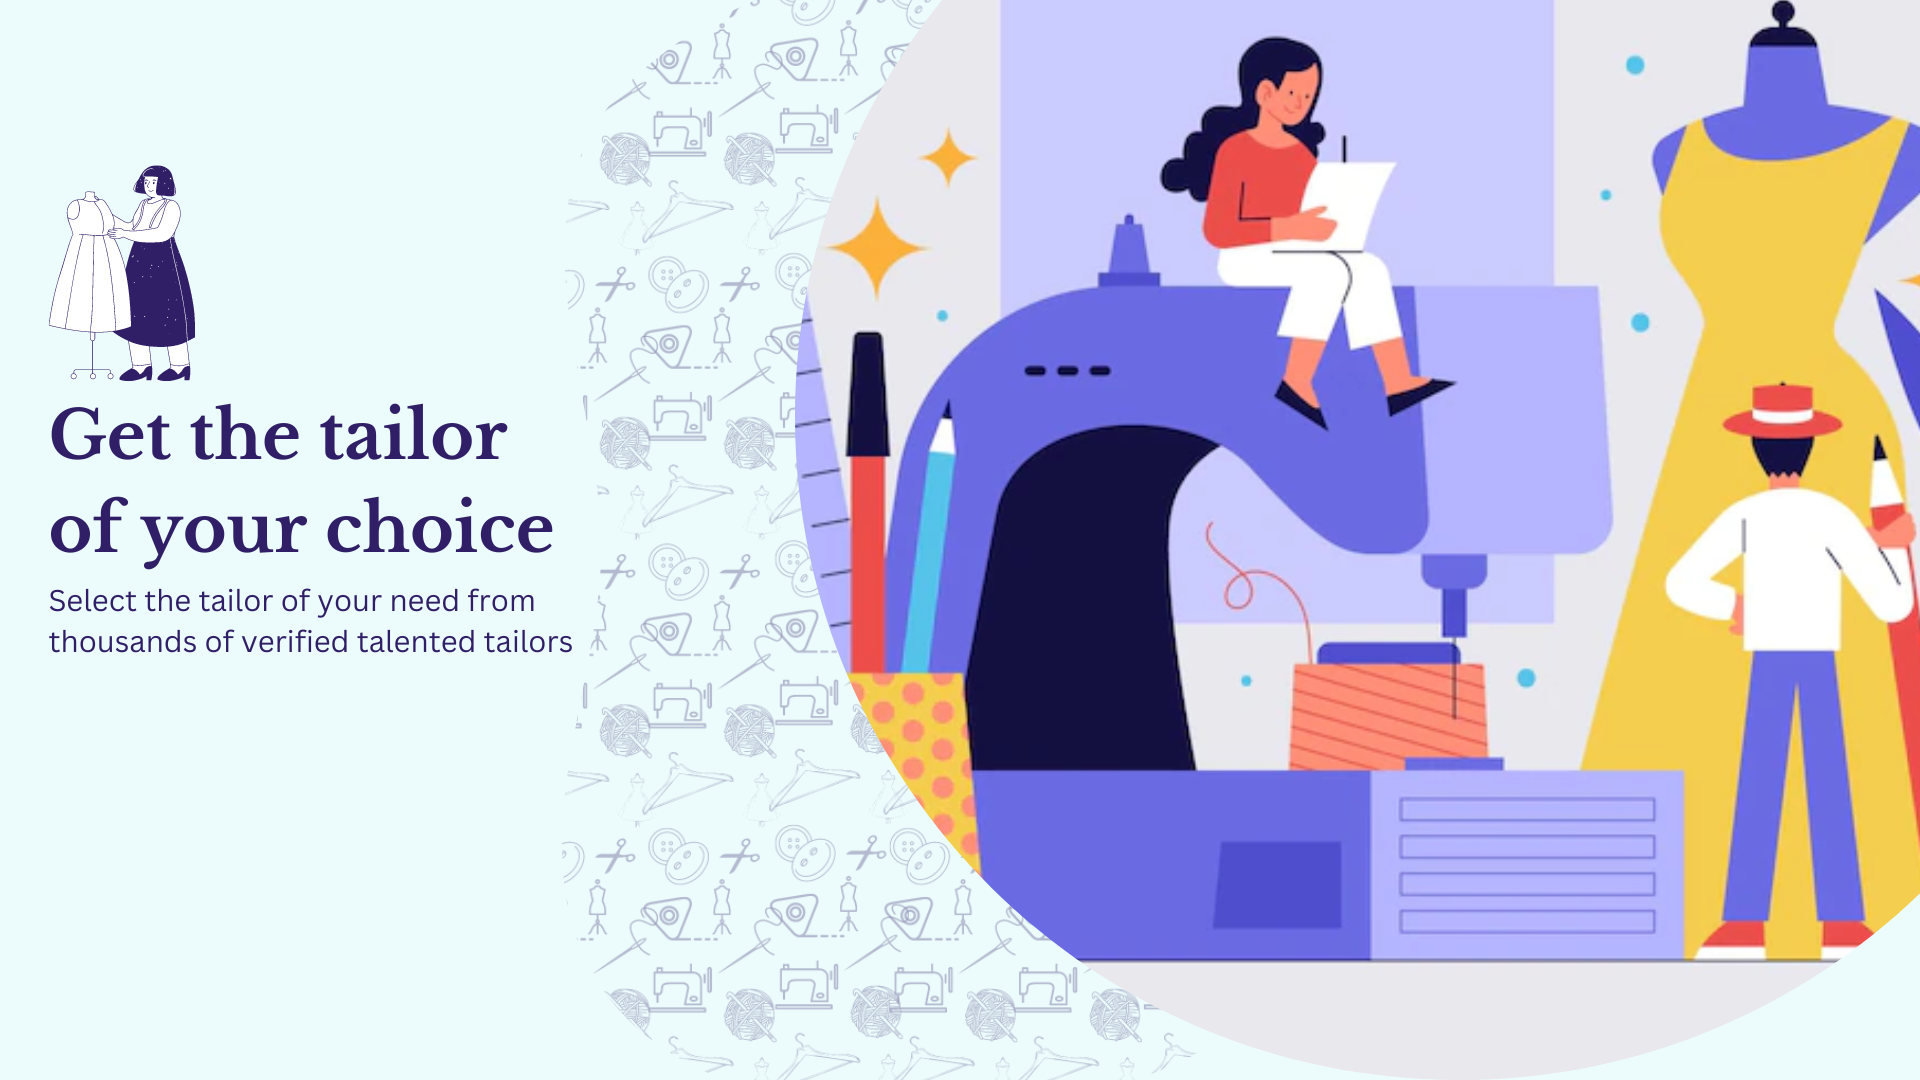 Get the tailor
of your choice
Select the tailor of your need from
thousands of verified talented tailors